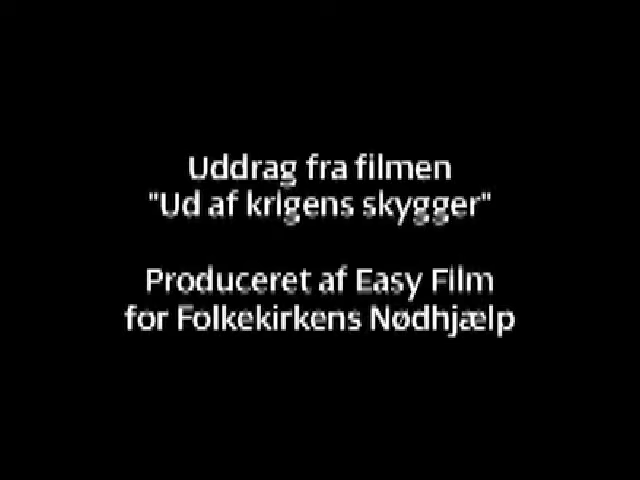 Uddrag fra filmen
"Ud af krigens skygger"
Produceret af Easy Film
for Folkekirkens Nødhjælp